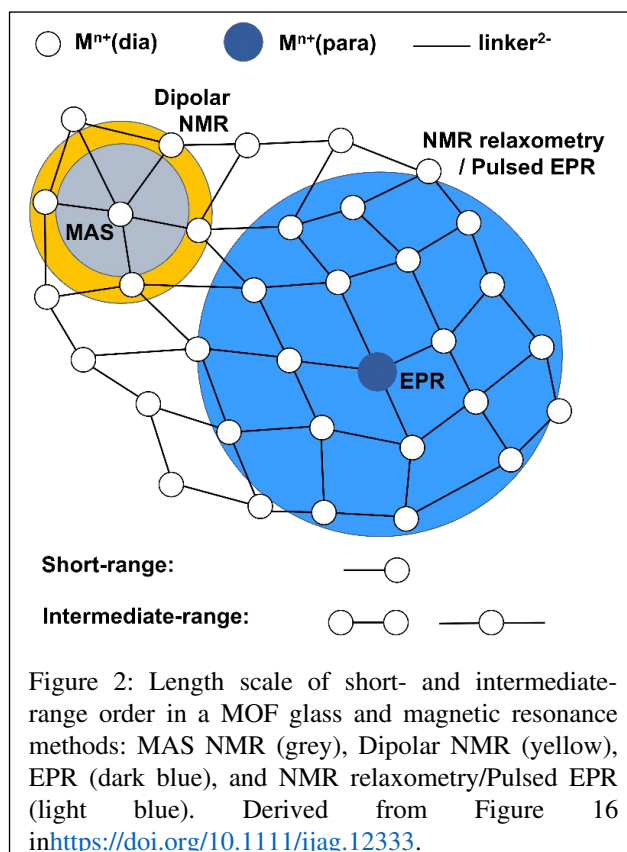 Mⁿ⁺(dia) Mⁿ⁺(para) linker²⁻
Dipolar
NMR
NMR relaxometry
/ Pulsed EPR
MAS
EPR
Short-range:
Intermediate-range:
Figure 2: Length scale of short- and intermediate-
range order in a MOF glass and magnetic resonance
methods: MAS NMR (grey), Dipolar NMR (yellow),
EPR (dark blue), and NMR relaxometry/Pulsed EPR
(light blue). Derived from Figure 16
inhttps://doi.org/10.1111/ijag.12333.